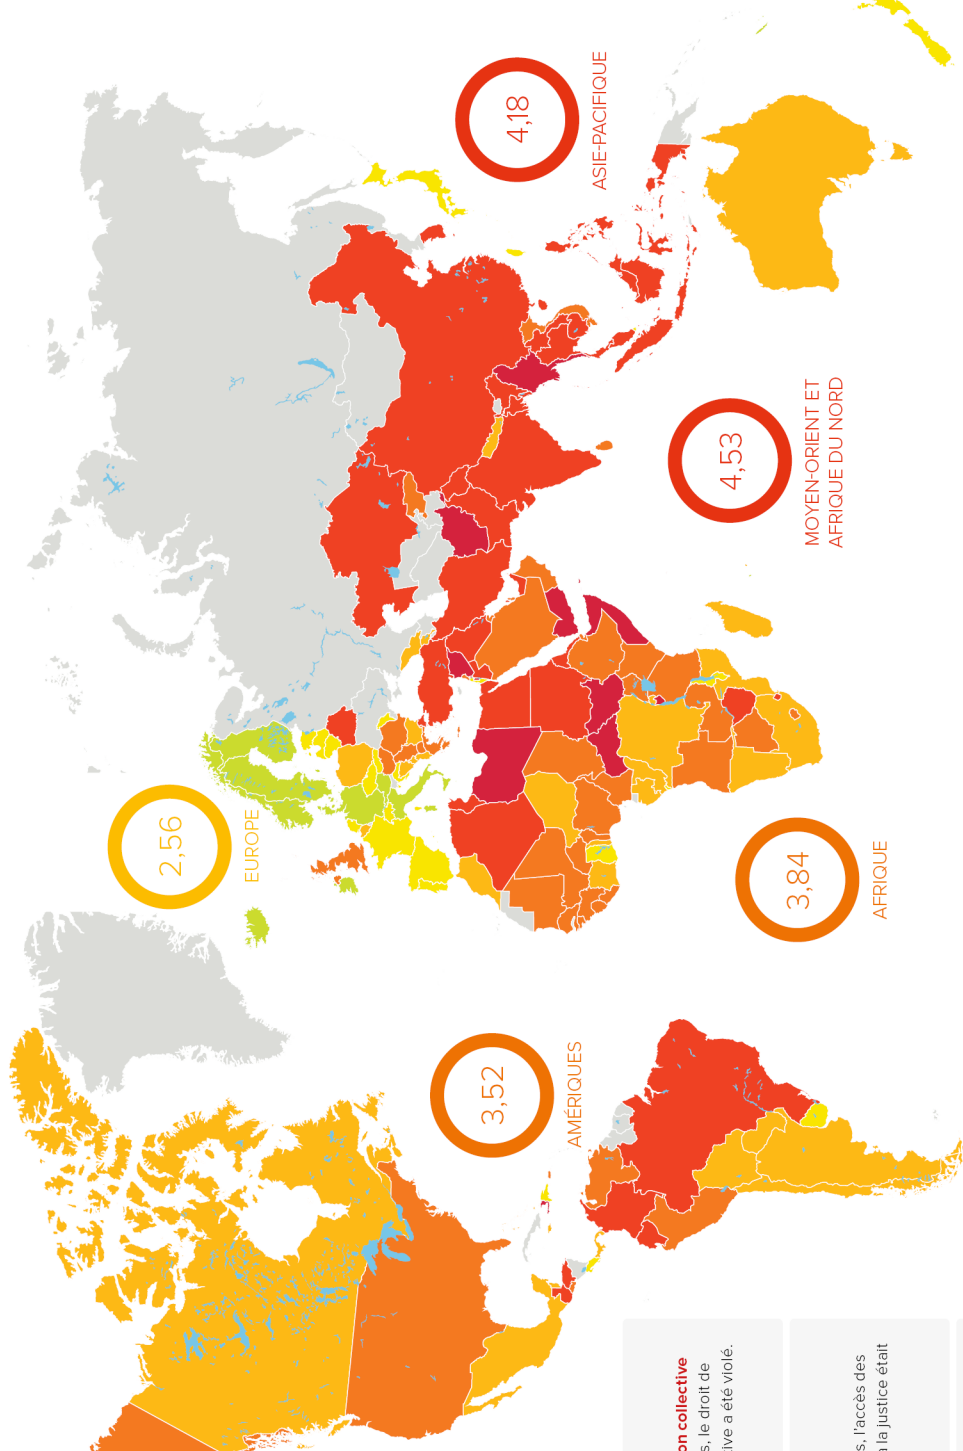 2,56
EUROPE
3,52
AMÉRIQUES
4,18
ASIE-PACIFIQUE
4,53
MOYEN-ORIENT ET
AFRIQUE DU NORD
3,84
AFRIQUE
on collective
s, le droit de
ive a été violé.
s, l'accès des
la justice était